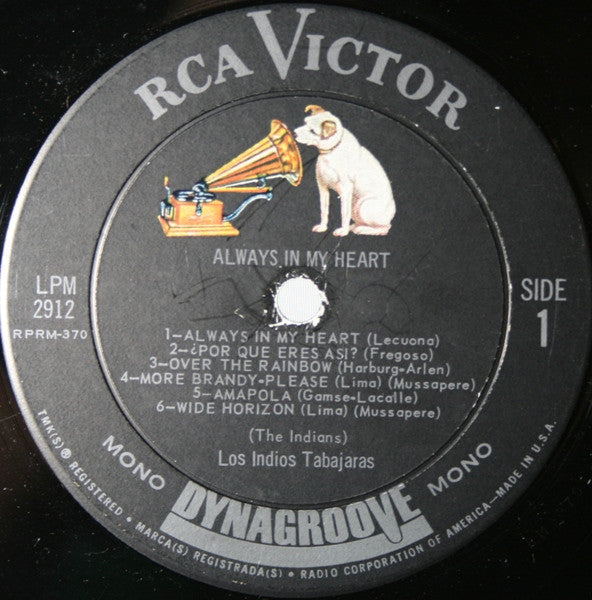 RCA VICTOR
ALWAYS IN MY HEART
LPM
2912
RPRM-370
SIDE
1
1—ALWAYS IN MY HEART (Lecuona)
2—¿POR QUE ERES ASI? (Fregoso)
3—OVER THE RAINBOW (Harburg-Arlen)
4—MORE BRANDY-PLEASE (Lima) (Mussapere)
5—AMAPOLA (Gamse-Lacalle)
6—WIDE HORIZON (Lima) (Mussapere)
(The Indians)
Los Indios Tabajaras
MONO
DYNAGROOVE
MONO
TMK(S) ® REGISTERED • MARCA(S) REGISTRADA(S) • RADIO CORPORATION OF AMERICA—MADE IN U.S.A.